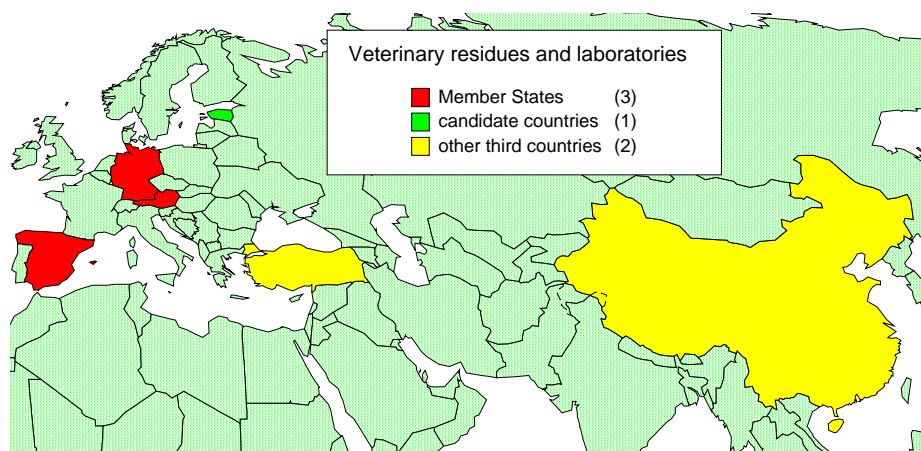 Veterinary residues and laboratories
Member States (3)
candidate countries (1)
other third countries (2)